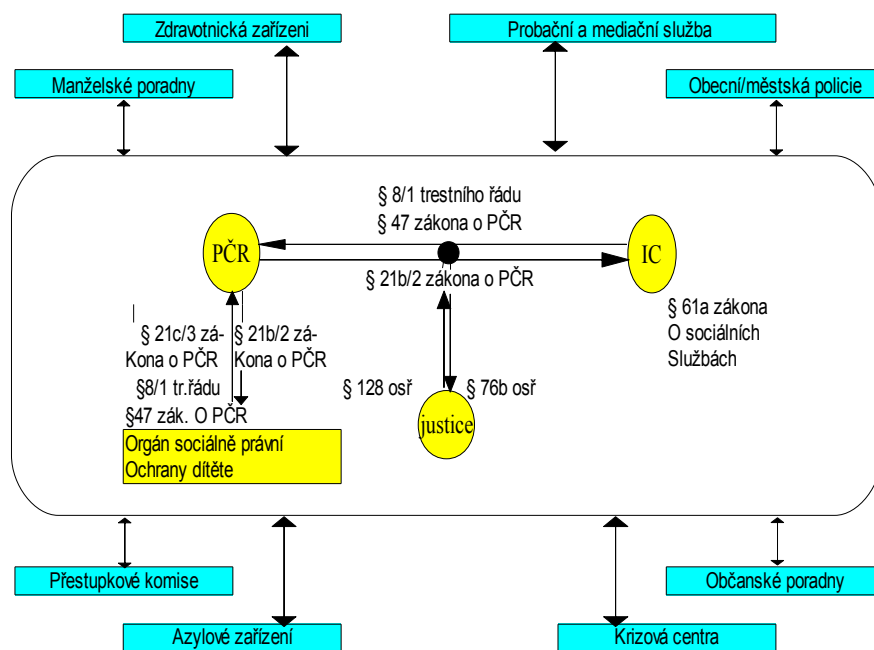 Zdravotnická zařízeni
Probační a mediační služba
Manželské poradny
Obecní/městská policie
§ 8/1 trestního řádu
§ 47 zákona o PČR
PČR
IC
§ 21b/2 zákona o PČR
§ 61a zákona
O sociálních
Službách
§ 21c/3 zá-
Kona o PČR
§8/1 tr.řádu
§47 zák. O PČR
§ 21b/2 zá-
Kona o PČR
§ 128 osř
§ 76b osř
justice
Orgán sociálně právní
Ochrany dítěte
Přestupkové komise
Občanské poradny
Azylové zařízení
Krizová centra